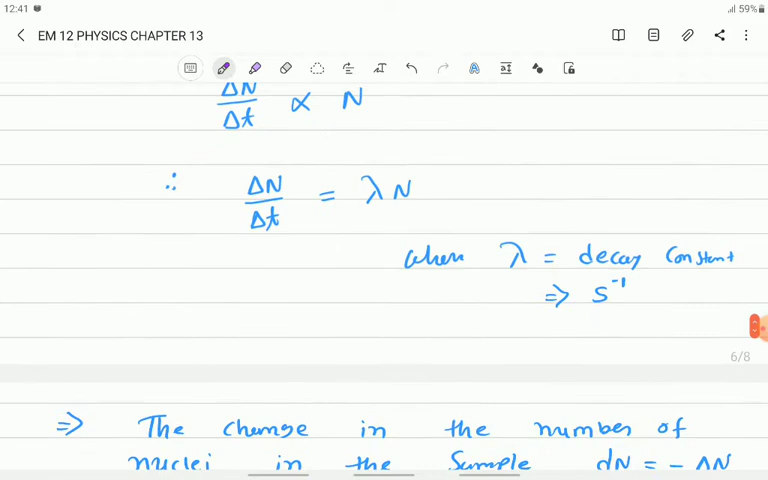 12:41 59%
EM 12 PHYSICS CHAPTER 13
ΔN/Δt ∝ N
∴ ΔN/Δt = λN
when λ = decay constant
⇒ S⁻¹
6/8
⇒ The change in the number of
nuclei in the Sample dN = - ΔN